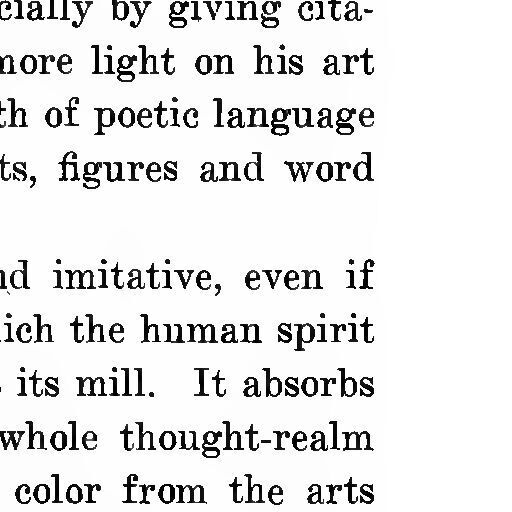 cially by giving cita-
more light on his art
th of poetic language
ts, figures and word
nd imitative, even if
ich the human spirit
its mill. It absorbs
whole thought-realm
color from the arts